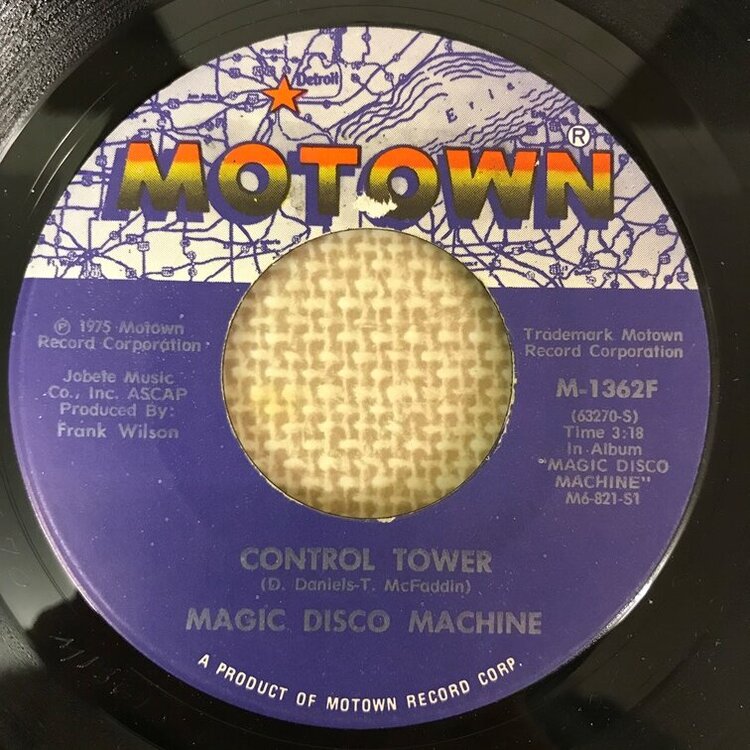 Detroit
Erie
MOTOWN®
℗ 1975 Motown
Record Corporation
Jobete Music
Co., Inc. ASCAP
Produced By:
Frank Wilson
Trademark Motown
Record Corporation
M-1362F
(63270-S)
Time 3:18
In Album
"MAGIC DISCO
MACHINE"
M6-821-S1
CONTROL TOWER
(D. Daniels-T. McFaddin)
MAGIC DISCO MACHINE
A PRODUCT OF MOTOWN RECORD CORP.